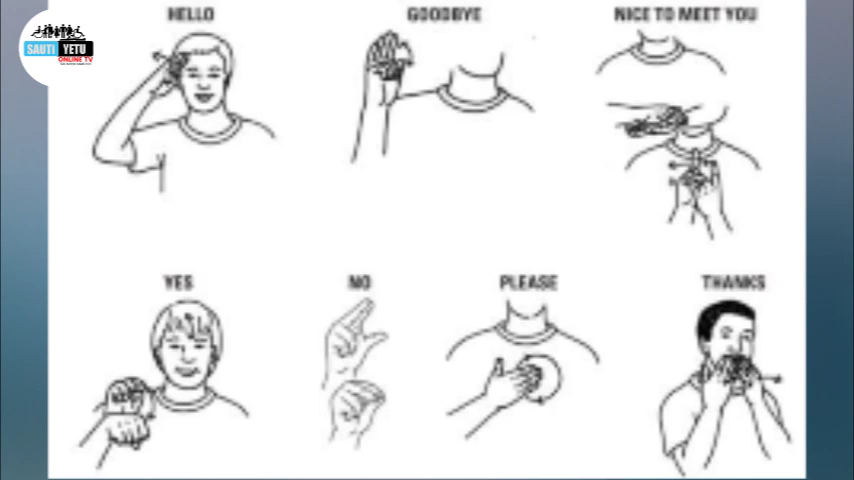 HELLO
GOODBYE
NICE TO MEET YOU
SAUTI YETU
ONLINE TV
YES
NO
PLEASE
THANKS